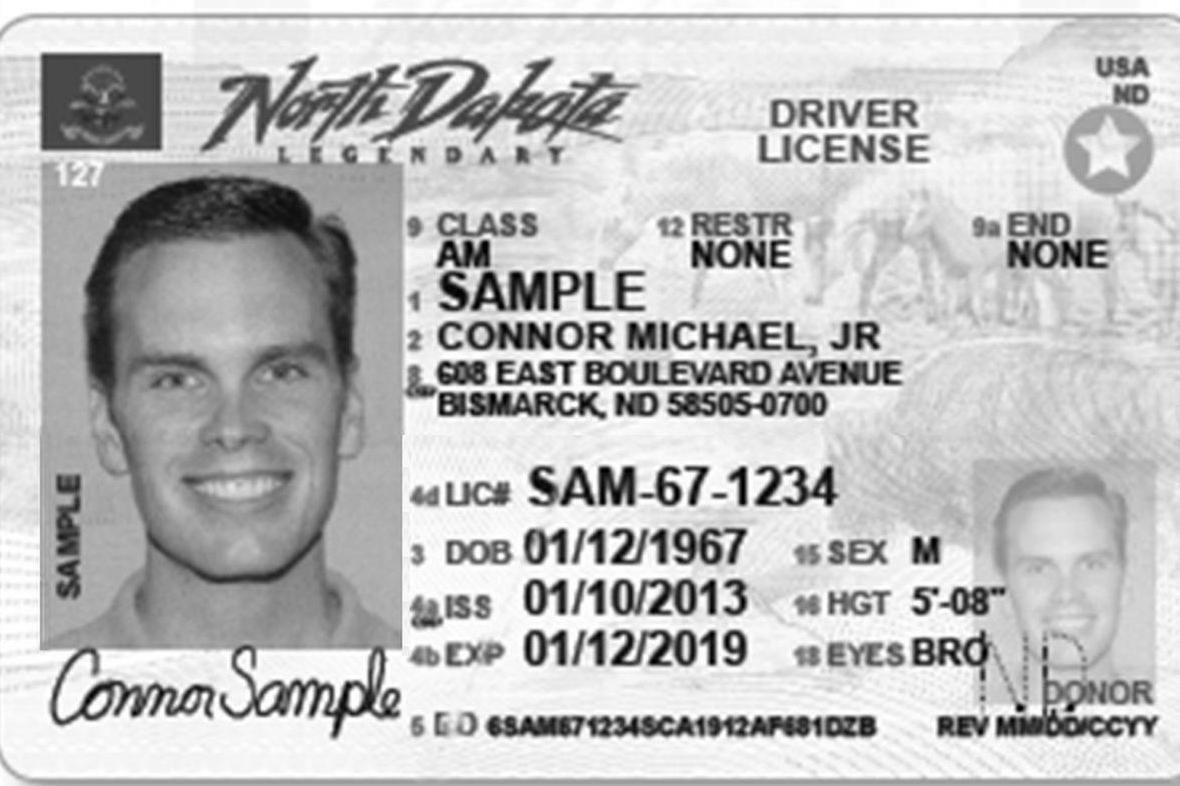 North Dakota
LEGENDARY
DRIVER
LICENSE
USA
ND
127
9 CLASS
AM
12 RESTR
NONE
9a END
NONE
1 SAMPLE
2 CONNOR MICHAEL, JR
8 608 EAST BOULEVARD AVENUE
BISMARCK, ND 58505-0700
SAMPLE
4d LIC# SAM-67-1234
3 DOB 01/12/1967
15 SEX M
4a ISS 01/10/2013
16 HGT 5'-08"
4b EXP 01/12/2019
18 EYES BRO
ND
DONOR
Connor Sample
5 DD 6SAM671234SCA1912AF681DZB
REV MM/DD/CCYY